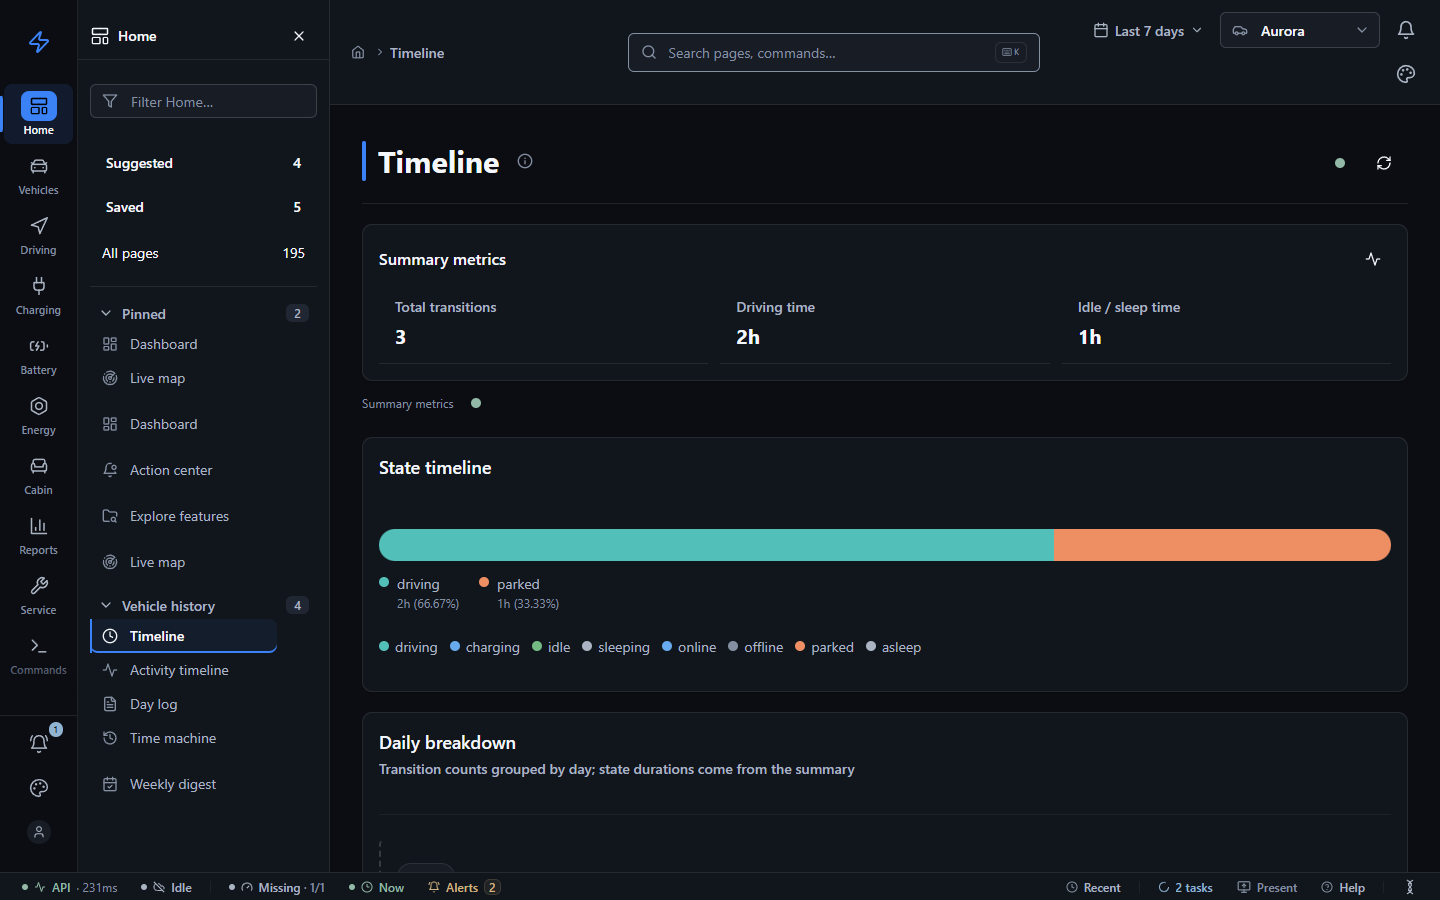 Home
Timeline
Search pages, commands...
K
Last 7 days
Aurora
Home
Vehicles
Driving
Charging
Battery
Energy
Cabin
Reports
Service
Commands
1
Filter Home...
Suggested 4
Saved 5
All pages 195
Pinned 2
Dashboard
Live map
Dashboard
Action center
Explore features
Live map
Vehicle history 4
Timeline
Activity timeline
Day log
Time machine
Weekly digest
Timeline
Summary metrics
Total transitions
3
Driving time
2h
Idle / sleep time
1h
Summary metrics
State timeline
driving
2h (66.67%)
parked
1h (33.33%)
driving charging idle sleeping online offline parked asleep
Daily breakdown
Transition counts grouped by day; state durations come from the summary
API · 231ms Idle Missing · 1/1 Now Alerts 2 Recent 2 tasks Present Help